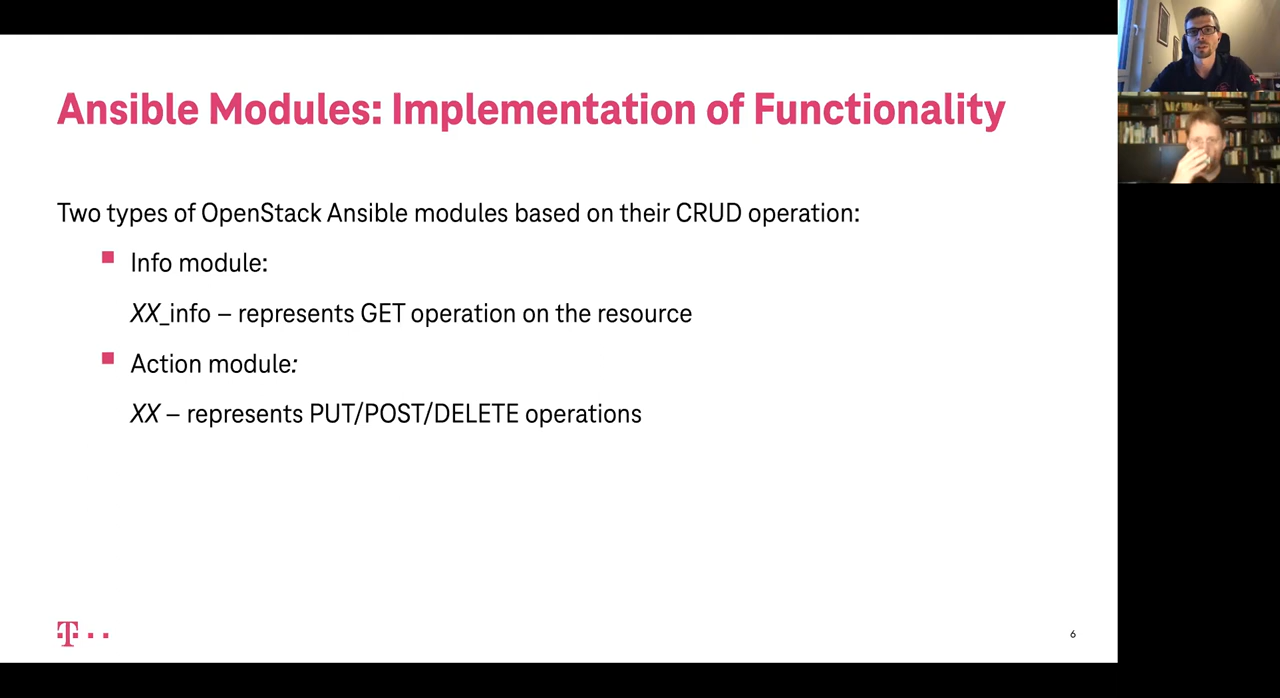 Ansible Modules: Implementation of Functionality
Two types of OpenStack Ansible modules based on their CRUD operation:
Info module:
XX_info – represents GET operation on the resource
Action module:
XX – represents PUT/POST/DELETE operations
T
6